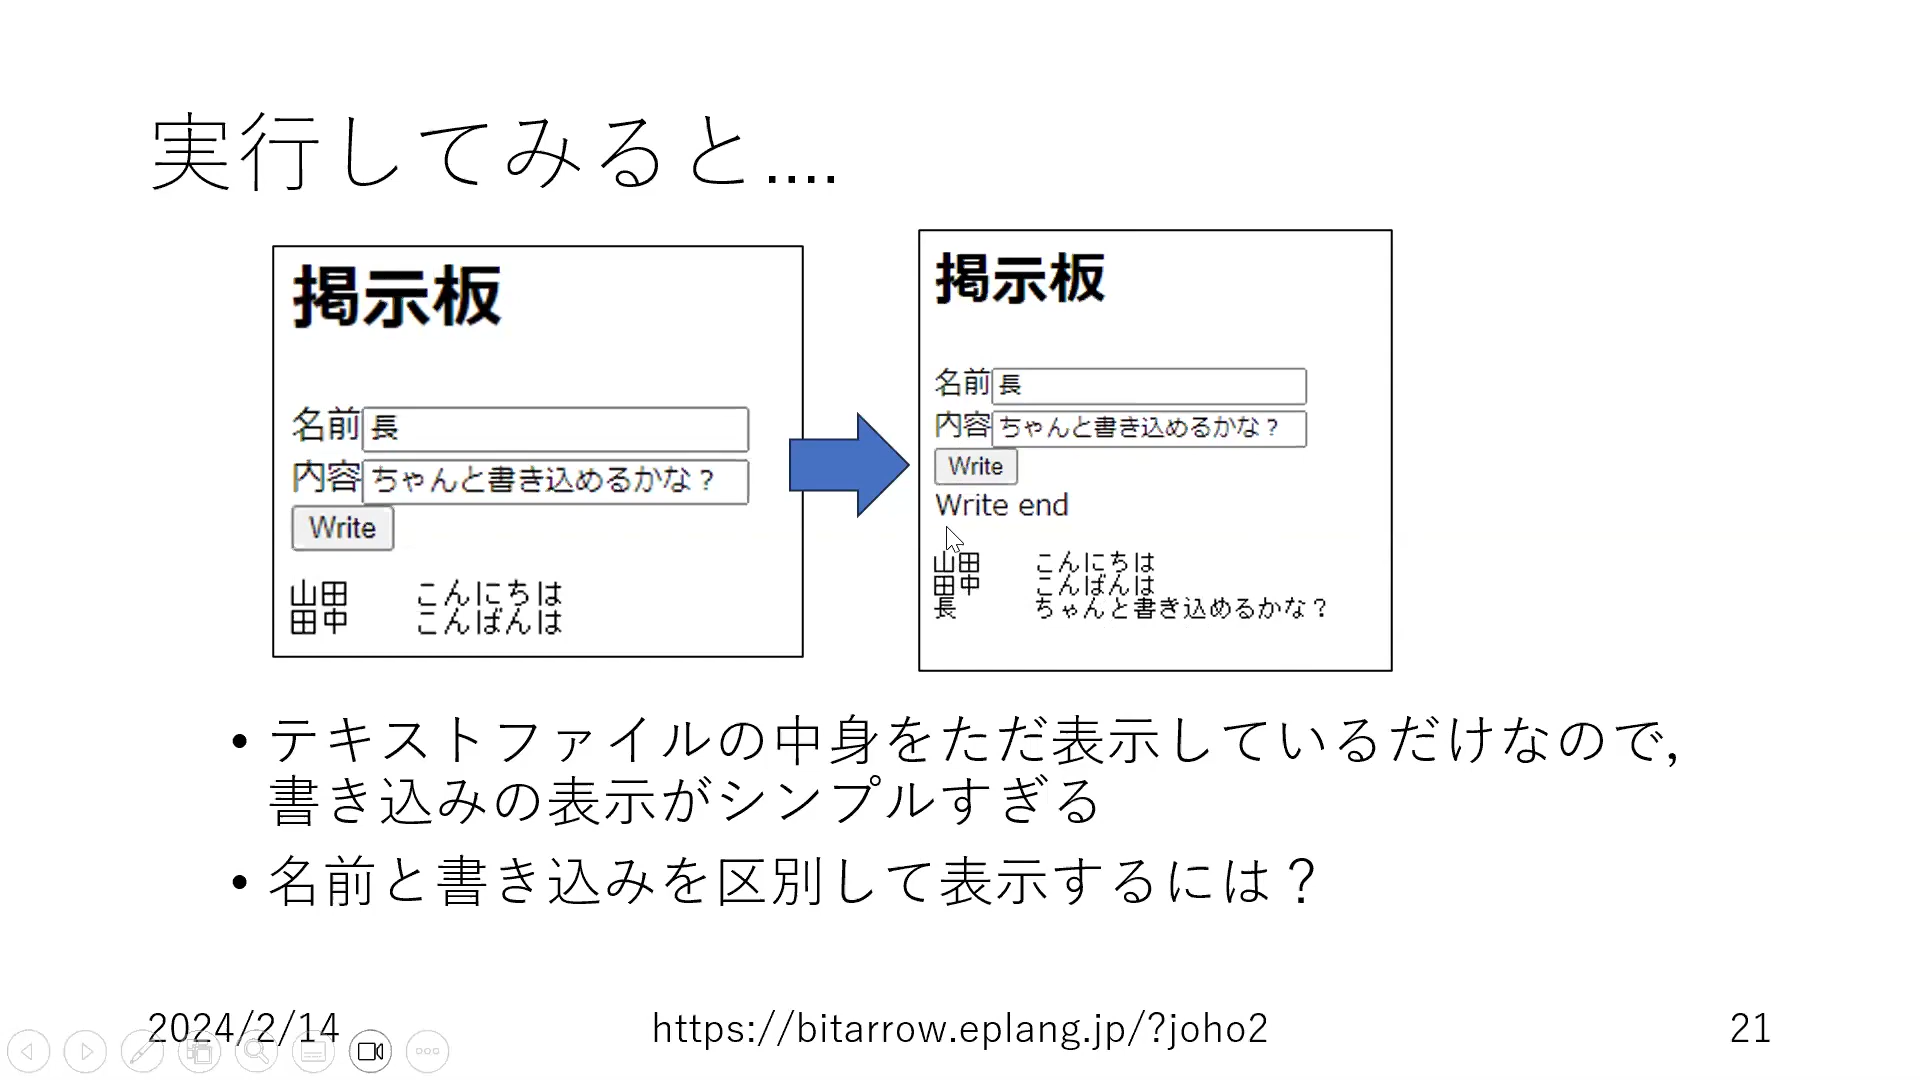 実行してみると....
掲示板
名前 長
内容 ちゃんと書き込めるかな？
Write
山田 こんにちは
田中 こんばんは
掲示板
名前 長
内容 ちゃんと書き込めるかな？
Write
Write end
山田 こんにちは
田中 こんばんは
長 ちゃんと書き込めるかな？
• テキストファイルの中身をただ表示しているだけなので,
書き込みの表示がシンプルすぎる
• 名前と書き込みを区別して表示するには？
2024/2/14
https://bitarrow.eplang.jp/?joho2
21